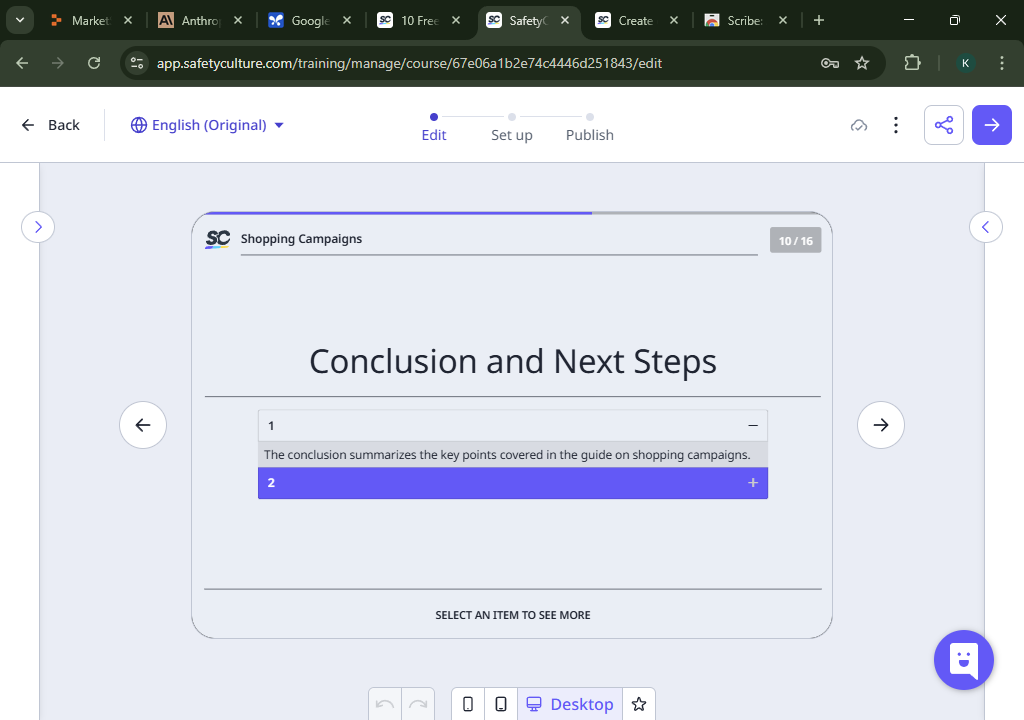 Market
Anthro
Google
10 Free
SafetyC
Create
Scribe:
app.safetyculture.com/training/manage/course/67e06a1b2e74c4446d251843/edit
K
Back
English (Original)
Edit
Set up
Publish
SC
Shopping Campaigns
10 / 16
Conclusion and Next Steps
1
The conclusion summarizes the key points covered in the guide on shopping campaigns.
2
SELECT AN ITEM TO SEE MORE
Desktop